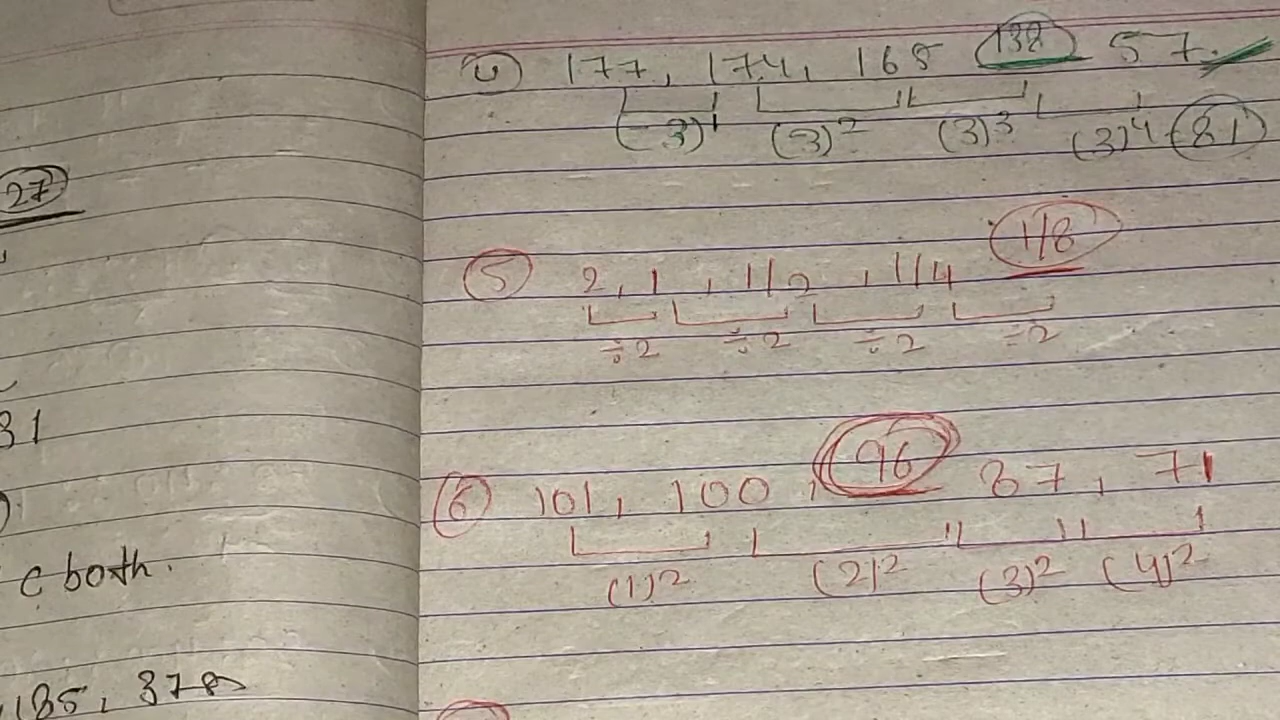 27
31
c both.
185, 378
(4) 177, 174, 165 138 57.
(-3)¹ (3)² (3)³ (3)⁴ 81
(5) 2, 1, 1/2, 1/4 1/8
÷2 ÷2 ÷2 ÷2
(6) 101, 100, 96 87, 71
(1)² (2)² (3)² (4)²